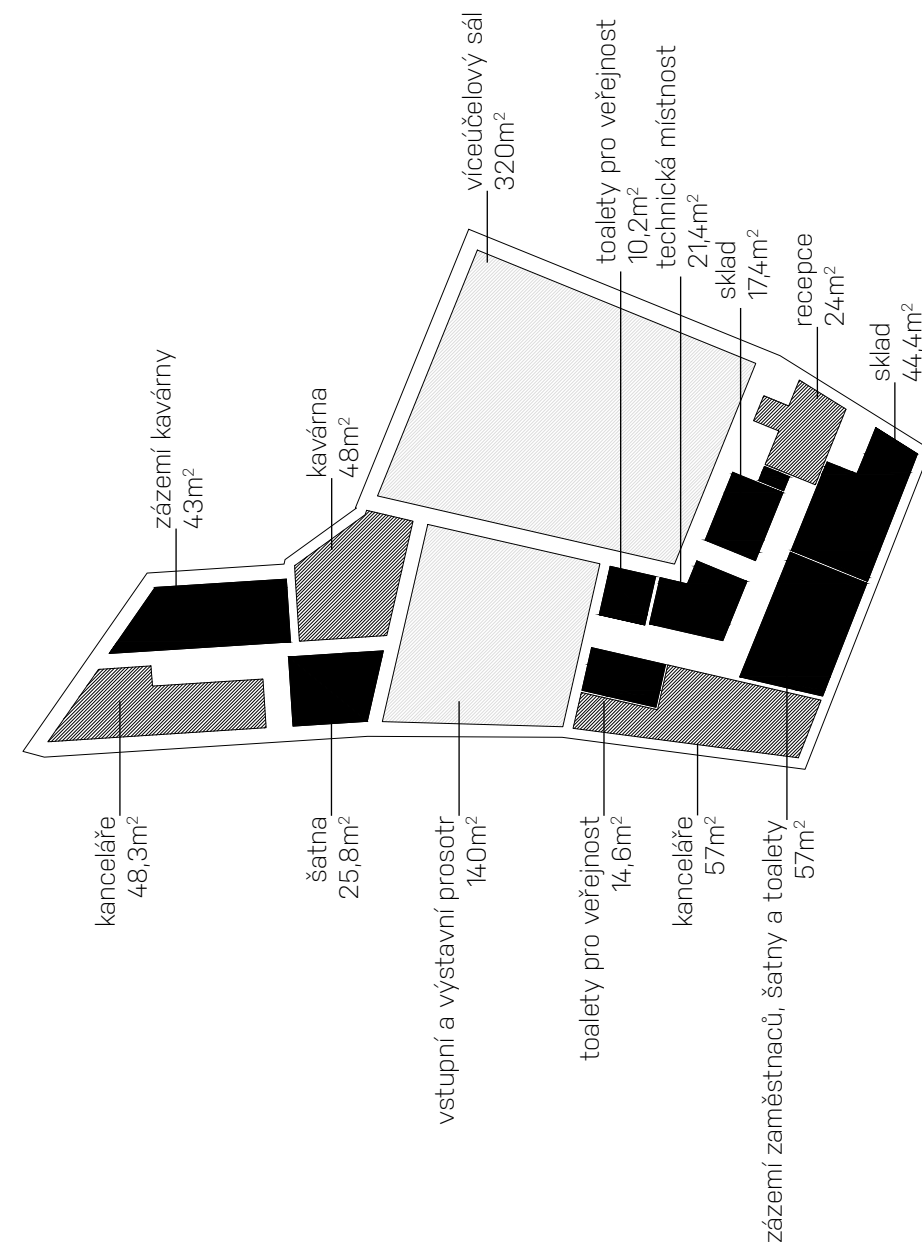 víceúčelový sál
320m²
toalety pro veřejnost
10,2m²
technická místnost
21,4m²
sklad
17,4m²
recepce
24m²
sklad
44,4m²
zázemí kavárny
43m²
kavárna
48m²
kanceláře
48,3m²
šatna
25,8m²
vstupní a výstavní prosotr
140m²
toalety pro veřejnost
14,6m²
kanceláře
57m²
zázemí zaměstnaců, šatny a toalety
57m²